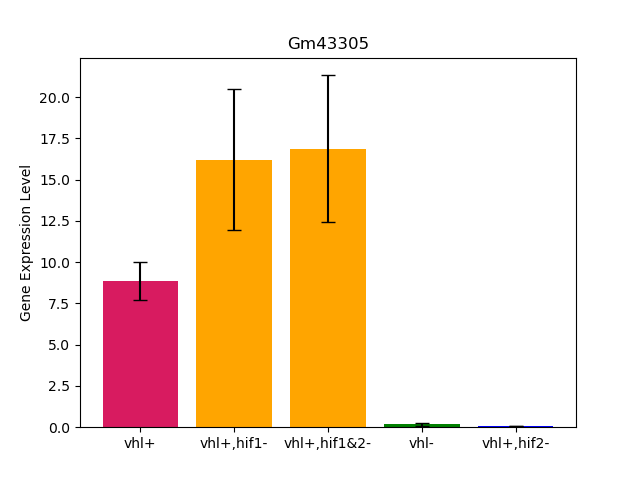 Gm43305
Gene Expression Level
20.0
17.5
15.0
12.5
10.0
7.5
5.0
2.5
0.0
vhl+
vhl+,hif1-
vhl+,hif1&2-
vhl-
vhl+,hif2-